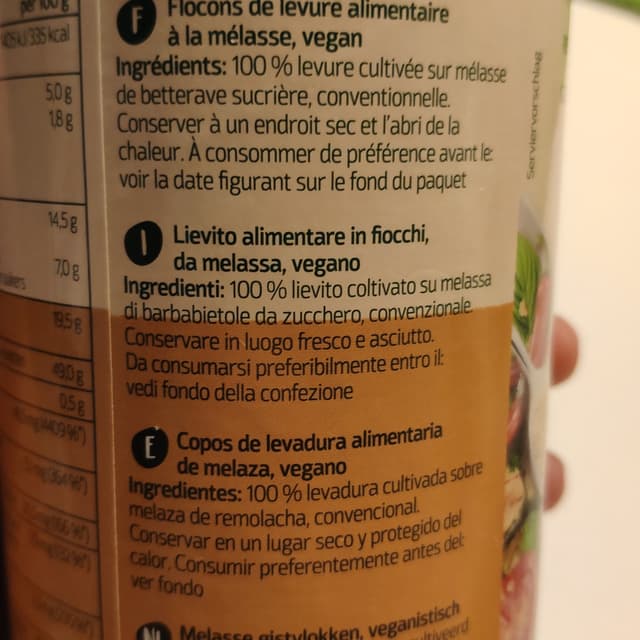 per 100 g
335 kcal
5,0 g
1,8 g
14,5 g
7,0 g
19,5 g
49,0 g
0,5 g
F
Flocons de levure alimentaire
à la mélasse, vegan
Ingrédients: 100 % levure cultivée sur mélasse
de betterave sucrière, conventionnelle.
Conserver à un endroit sec et l'abri de la
chaleur. À consommer de préférence avant le:
voir la date figurant sur le fond du paquet
I
Lievito alimentare in fiocchi,
da melassa, vegano
Ingredienti: 100 % lievito coltivato su melassa
di barbabietole da zucchero, convenzionale.
Conservare in luogo fresco e asciutto.
Da consumarsi preferibilmente entro il:
vedi fondo della confezione
E
Copos de levadura alimentaria
de melaza, vegano
Ingredientes: 100 % levadura cultivada sobre
melaza de remolacha, convencional.
Conservar en un lugar seco y protegido del
calor. Consumir preferentemente antes del:
ver fondo
NL
Melasse gistvlokken, veganistisch
Serviervorschlag